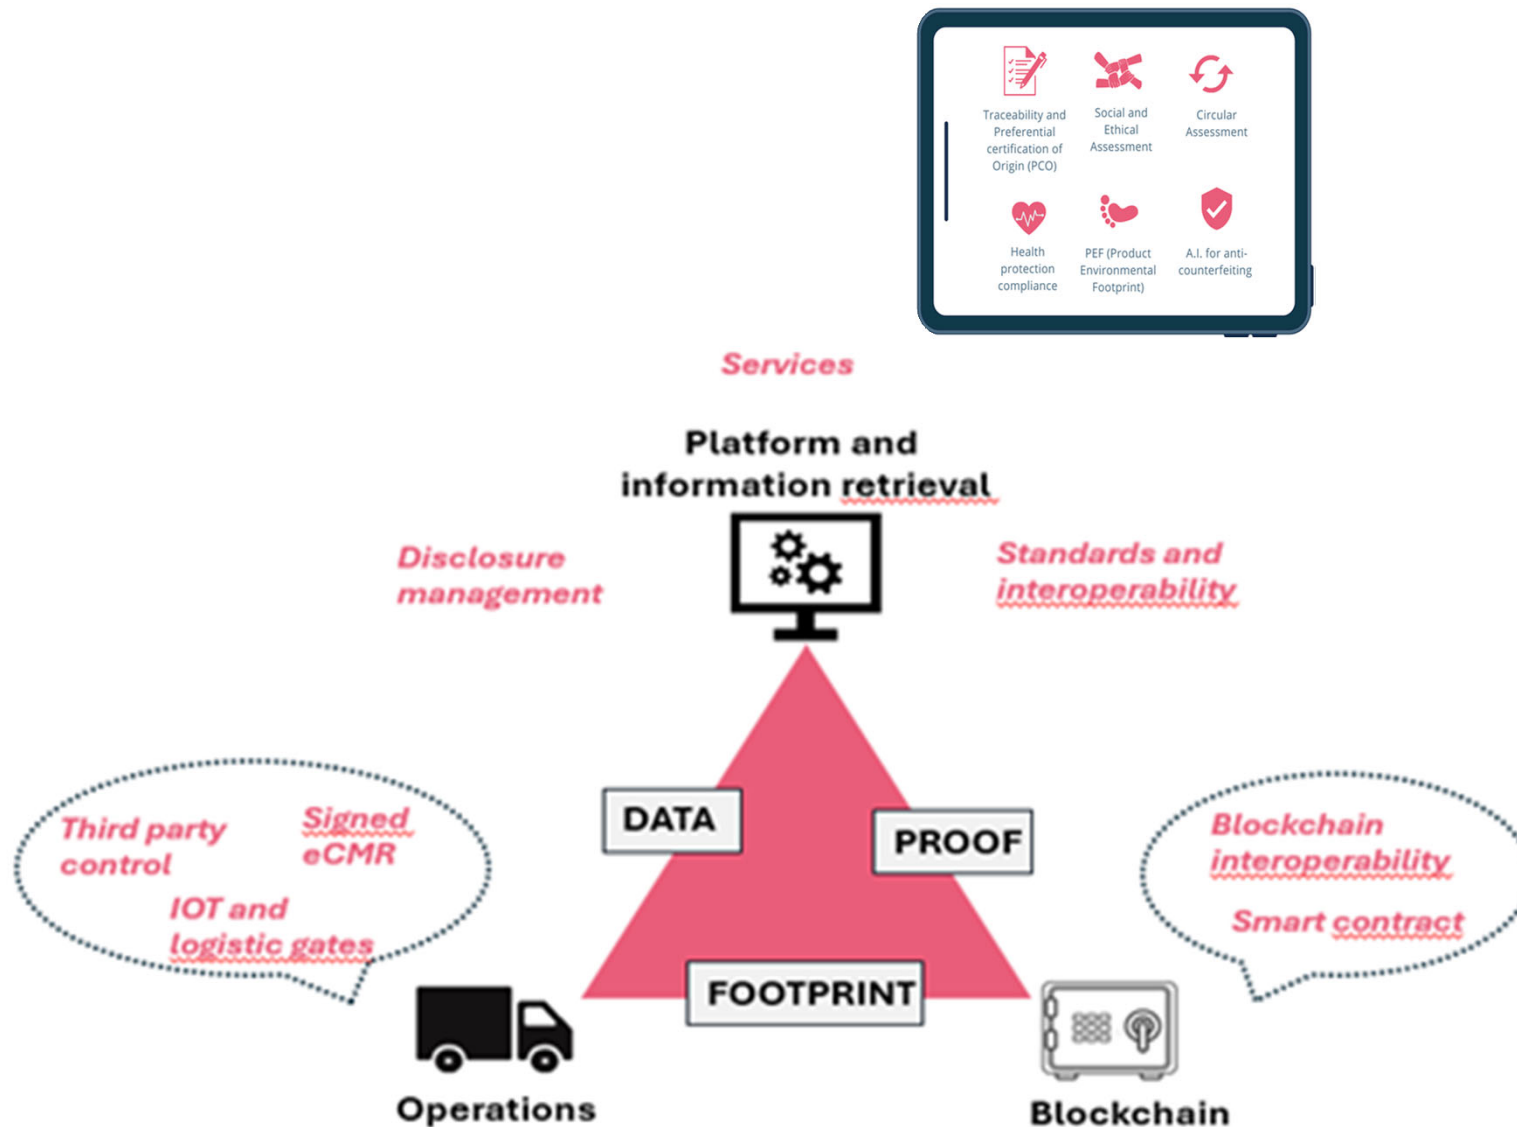 Traceability and
Preferential
certification of
Origin (PCO)
Social and
Ethical
Assessment
Circular
Assessment
Health
protection
compliance
PEF (Product
Environmental
Footprint)
A.I. for anti-
counterfeiting
Services
Platform and
information retrieval
Disclosure
management
Standards and
interoperability
DATA
PROOF
FOOTPRINT
Third party
control
Signed
eCMR
IOT and
logistic gates
Blockchain
interoperability
Smart contract
Operations
Blockchain